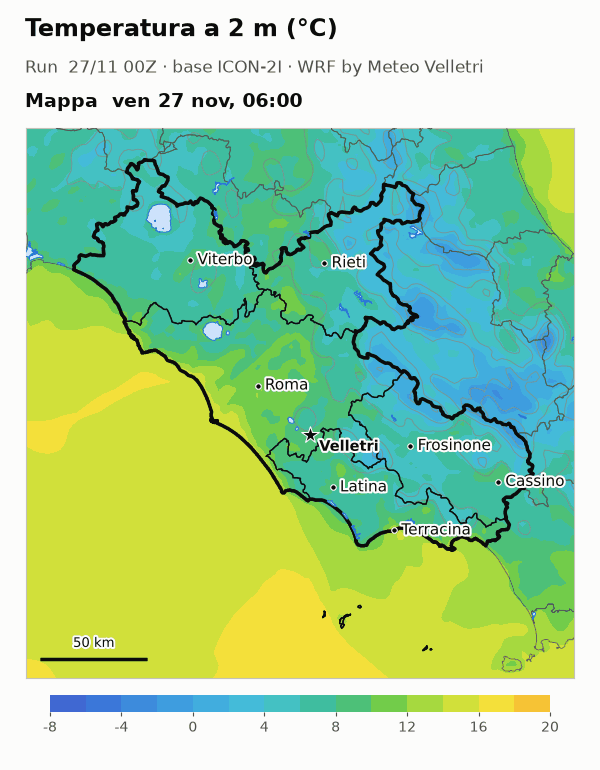 Temperatura a 2 m (°C)
Run  27/11 00Z · base ICON-2I · WRF by Meteo Velletri
Mappa  ven 27 nov, 06:00
Viterbo
Rieti
Roma
Velletri
Frosinone
Cassino
Latina
Terracina
50 km
-8 -4 0 4 8 12 16 20